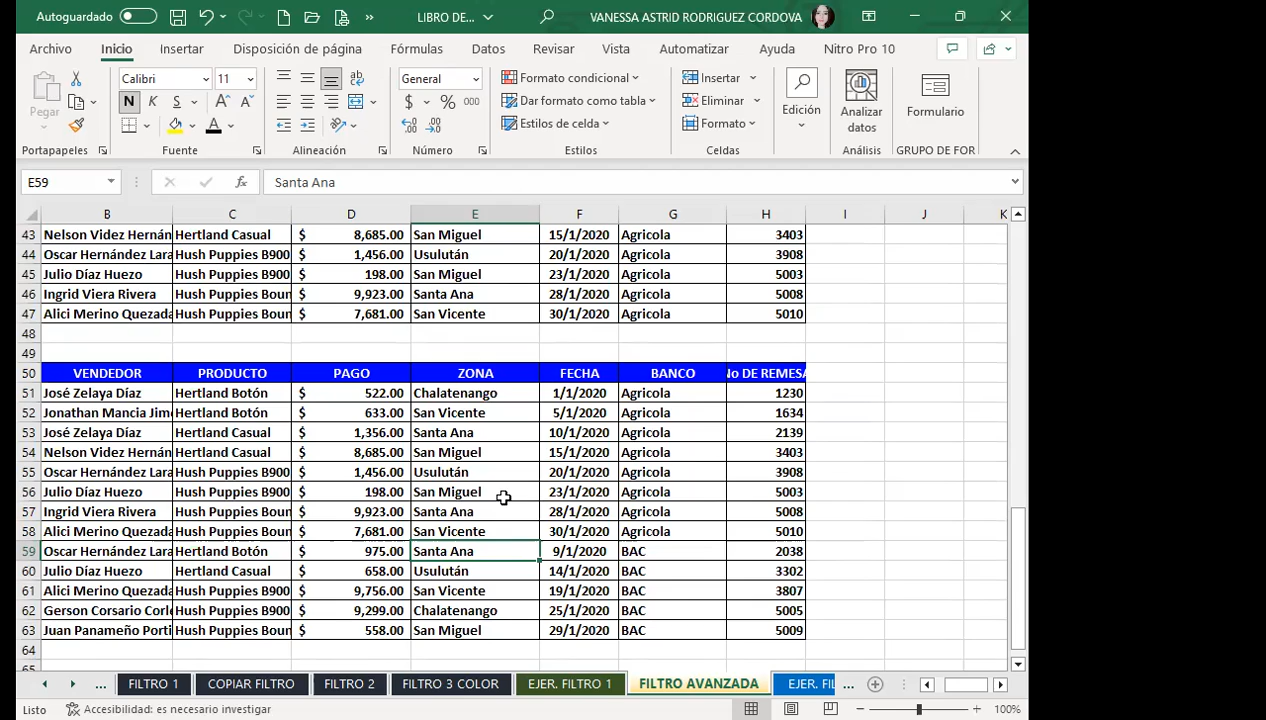 Autoguardado LIBRO DE... VANESSA ASTRID RODRIGUEZ CORDOVA
Archivo Inicio Insertar Disposición de página Fórmulas Datos Revisar Vista Automatizar Ayuda Nitro Pro 10
Pegar Calibri 11 General Formato condicional Insertar Edición Analizar datos Formulario
N K S $ % 000 Dar formato como tabla Eliminar
Estilos de celda Formato
Portapapeles Fuente Alineación Número Estilos Celdas Análisis GRUPO DE FOR
E59 fx Santa Ana
B C D E F G H I J K
43 Nelson Videz Hernán Hertland Casual $ 8,685.00 San Miguel 15/1/2020 Agricola 3403
44 Oscar Hernández Lara Hush Puppies B900 $ 1,456.00 Usulután 20/1/2020 Agricola 3908
45 Julio Díaz Huezo Hush Puppies B900 $ 198.00 San Miguel 23/1/2020 Agricola 5003
46 Ingrid Viera Rivera Hush Puppies Boun $ 9,923.00 Santa Ana 28/1/2020 Agricola 5008
47 Alici Merino Quezada Hush Puppies Boun $ 7,681.00 San Vicente 30/1/2020 Agricola 5010
48
49
50 VENDEDOR PRODUCTO PAGO ZONA FECHA BANCO No DE REMESA
51 José Zelaya Díaz Hertland Botón $ 522.00 Chalatenango 1/1/2020 Agricola 1230
52 Jonathan Mancia Jime Hertland Botón $ 633.00 San Vicente 5/1/2020 Agricola 1634
53 José Zelaya Díaz Hertland Casual $ 1,356.00 Santa Ana 10/1/2020 Agricola 2139
54 Nelson Videz Hernán Hertland Casual $ 8,685.00 San Miguel 15/1/2020 Agricola 3403
55 Oscar Hernández Lara Hush Puppies B900 $ 1,456.00 Usulután 20/1/2020 Agricola 3908
56 Julio Díaz Huezo Hush Puppies B900 $ 198.00 San Miguel 23/1/2020 Agricola 5003
57 Ingrid Viera Rivera Hush Puppies Boun $ 9,923.00 Santa Ana 28/1/2020 Agricola 5008
58 Alici Merino Quezada Hush Puppies Boun $ 7,681.00 San Vicente 30/1/2020 Agricola 5010
59 Oscar Hernández Lara Hertland Botón $ 975.00 Santa Ana 9/1/2020 BAC 2038
60 Julio Díaz Huezo Hertland Casual $ 658.00 Usulután 14/1/2020 BAC 3302
61 Alici Merino Quezada Hush Puppies B900 $ 9,756.00 San Vicente 19/1/2020 BAC 3807
62 Gerson Corsario Corle Hush Puppies B900 $ 9,299.00 Chalatenango 25/1/2020 BAC 5005
63 Juan Panameño Porti Hush Puppies Boun $ 558.00 San Miguel 29/1/2020 BAC 5009
64
65
... FILTRO 1 COPIAR FILTRO FILTRO 2 FILTRO 3 COLOR EJER. FILTRO 1 FILTRO AVANZADA EJER. FIL ...
Listo Accesibilidad: es necesario investigar 100%